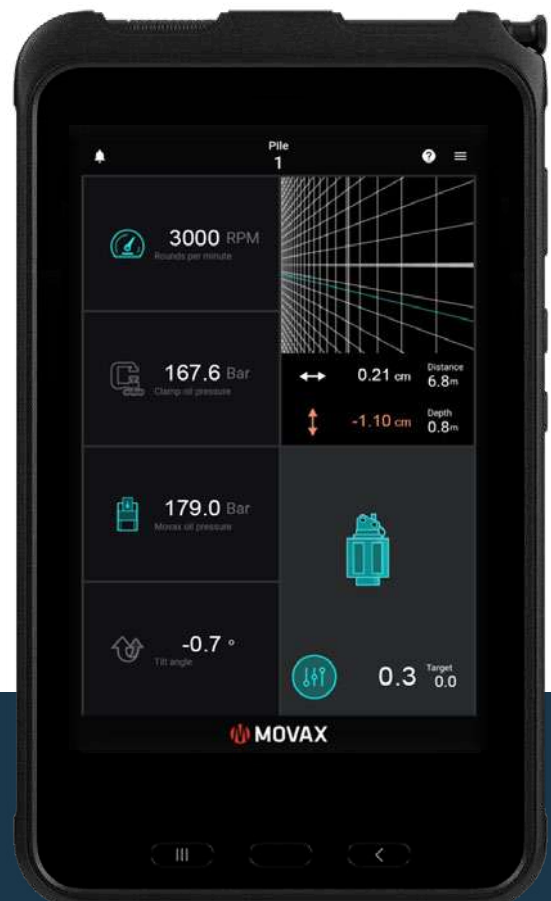 Pile
1
3000 RPM
Rounds per minute
167.6 Bar
Clamp oil pressure
179.0 Bar
Movax oil pressure
-0.7 °
Tilt angle
0.21 cm
Distance
6.8m
-1.10 cm
Depth
0.8m
0.3
Target
0.0
MOVAX